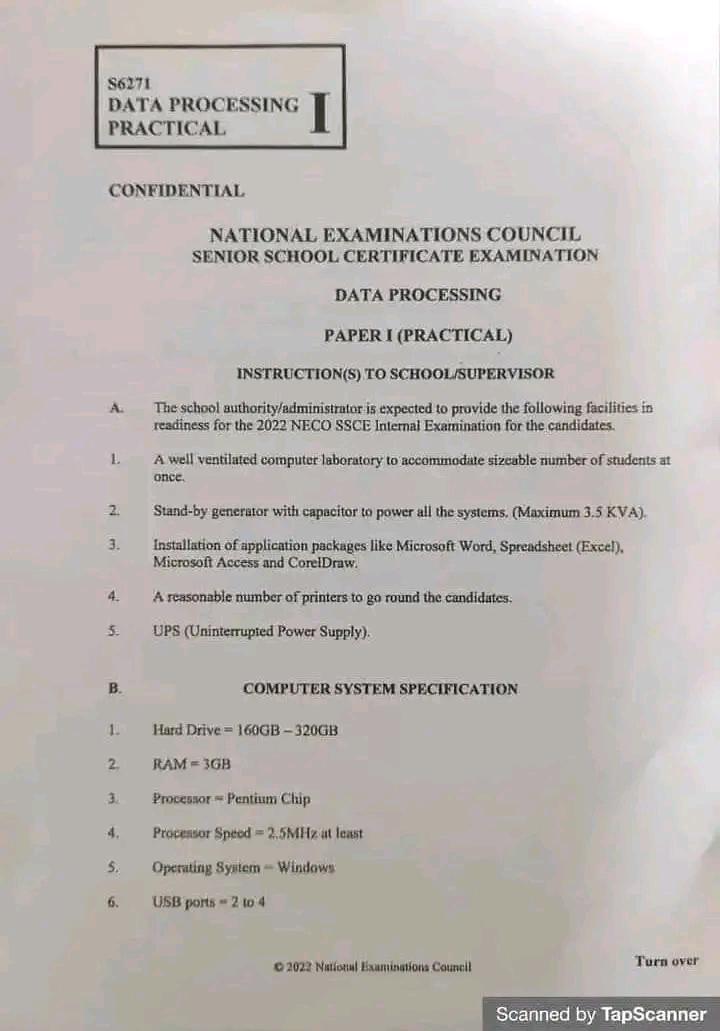 S6271
DATA PROCESSING
PRACTICAL
I
CONFIDENTIAL
NATIONAL EXAMINATIONS COUNCIL
SENIOR SCHOOL CERTIFICATE EXAMINATION
DATA PROCESSING
PAPER I (PRACTICAL)
INSTRUCTION(S) TO SCHOOL/SUPERVISOR
A. The school authority/administrator is expected to provide the following facilities in
readiness for the 2022 NECO SSCE Internal Examination for the candidates.
1. A well ventilated computer laboratory to accommodate sizeable number of students at
once.
2. Stand-by generator with capacitor to power all the systems. (Maximum 3.5 KVA).
3. Installation of application packages like Microsoft Word, Spreadsheet (Excel),
Microsoft Access and CorelDraw.
4. A reasonable number of printers to go round the candidates.
5. UPS (Uninterrupted Power Supply).
B. COMPUTER SYSTEM SPECIFICATION
1. Hard Drive = 160GB – 320GB
2. RAM = 3GB
3. Processor = Pentium Chip
4. Processor Speed = 2.5MHz at least
5. Operating System = Windows
6. USB ports = 2 to 4
© 2022 National Examinations Council
Turn over
Scanned by TapScanner